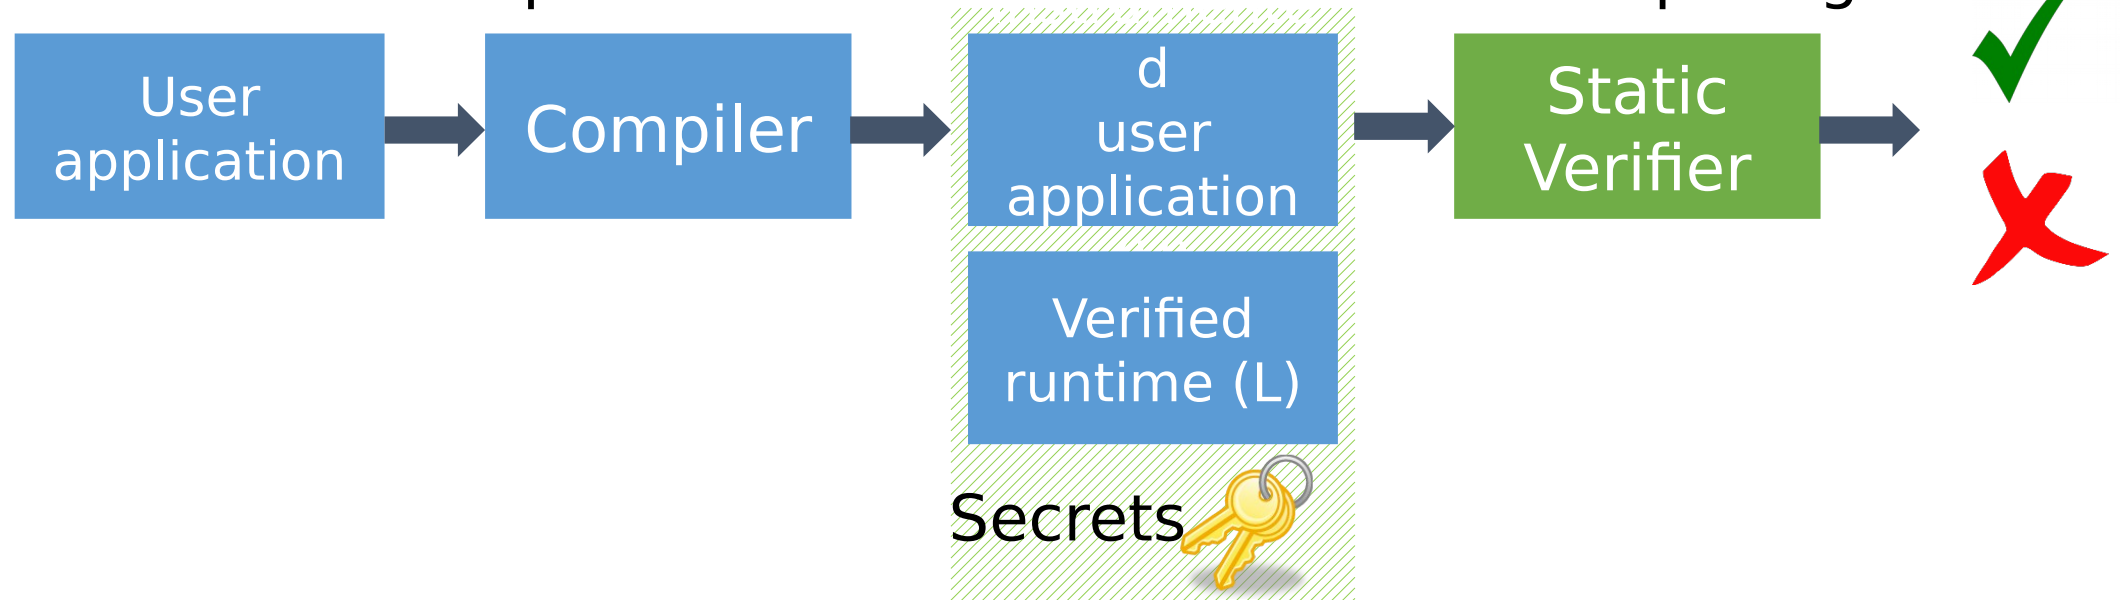 User
application
Compiler
d
user
application
Static
Verifier
Verified
runtime (L)
Secrets